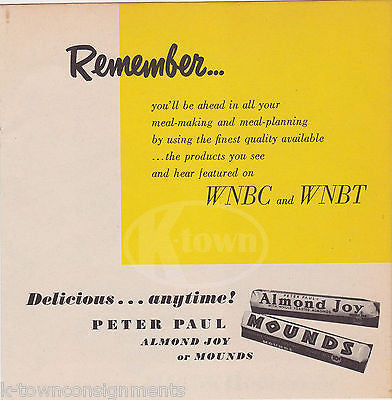 Remember...
you'll be ahead in all your
meal-making and meal-planning
by using the finest quality available
...the products you see
and hear featured on
WNBC and WNBT
K-town
Delicious... anytime!
PETER PAUL
ALMOND JOY
or MOUNDS
PETER PAUL
Almond Joy
MOUNDS
k-townconsignments